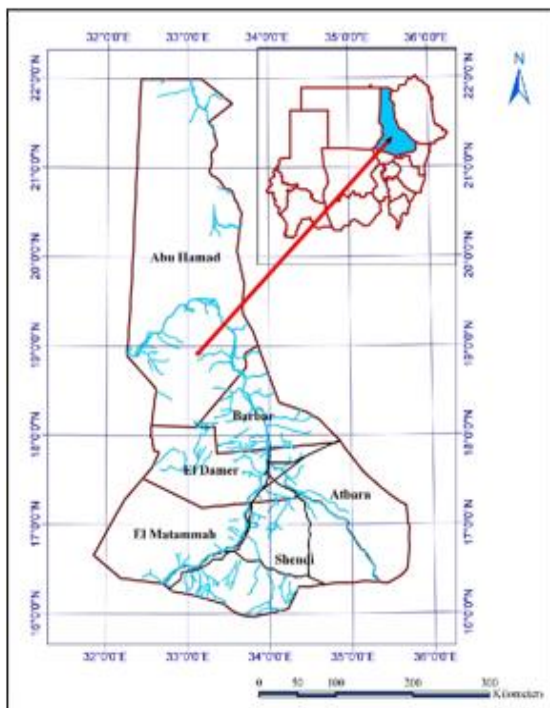 32°0'0"E 33°0'0"E 34°0'0"E 35°0'0"E 36°0'0"E
N
22°0'0"N 22°0'0"N
21°0'0"N 21°0'0"N
20°0'0"N 20°0'0"N
Abu Hamad
19°0'0"N 19°0'0"N
Barbar
18°0'0"N 18°0'0"N
El Damer
Atbara
17°0'0"N 17°0'0"N
El Matammah
Shendi
16°0'0"N 16°0'0"N
32°0'0"E 33°0'0"E 34°0'0"E 35°0'0"E 36°0'0"E
0 50 100 200 300
Kilometers